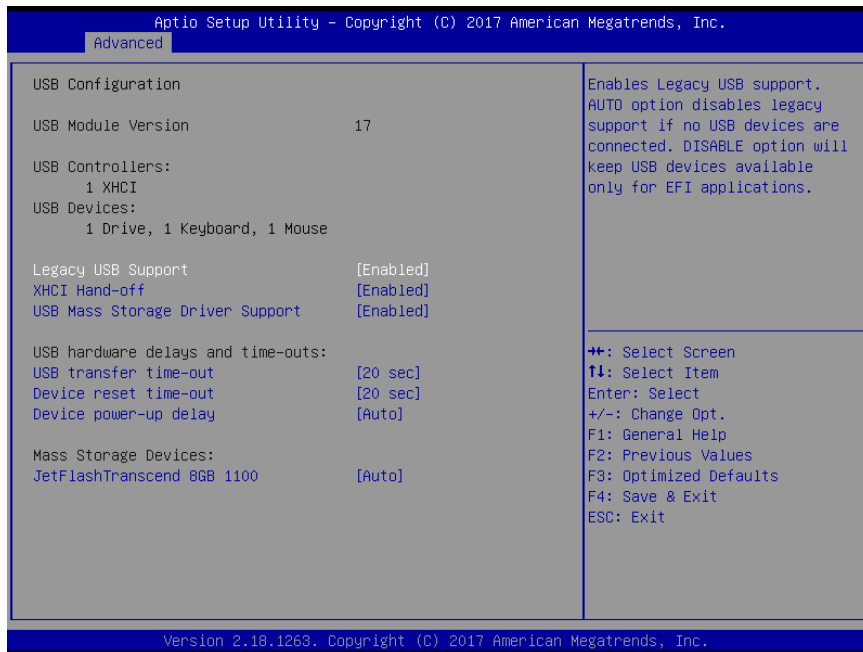 Aptio Setup Utility – Copyright (C) 2017 American Megatrends, Inc.
Advanced
USB Configuration
USB Module Version 17
USB Controllers:
1 XHCI
USB Devices:
1 Drive, 1 Keyboard, 1 Mouse
Legacy USB Support [Enabled]
XHCI Hand-off [Enabled]
USB Mass Storage Driver Support [Enabled]
USB hardware delays and time-outs:
USB transfer time-out [20 sec]
Device reset time-out [20 sec]
Device power-up delay [Auto]
Mass Storage Devices:
JetFlashTranscend 8GB 1100 [Auto]
Enables Legacy USB support.
AUTO option disables legacy
support if no USB devices are
connected. DISABLE option will
keep USB devices available
only for EFI applications.
→←: Select Screen
↑↓: Select Item
Enter: Select
+/-: Change Opt.
F1: General Help
F2: Previous Values
F3: Optimized Defaults
F4: Save & Exit
ESC: Exit
Version 2.18.1263. Copyright (C) 2017 American Megatrends, Inc.